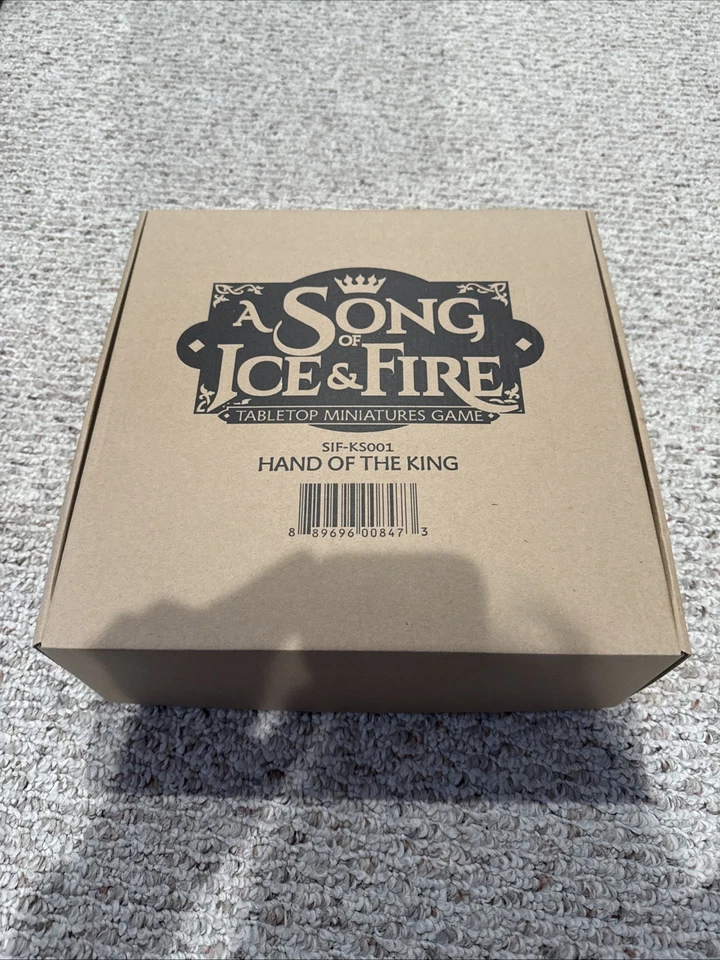 A SONG
OF
ICE & FIRE
TABLETOP MINIATURES GAME
SIF-KS001
HAND OF THE KING
8 89696 00847 3